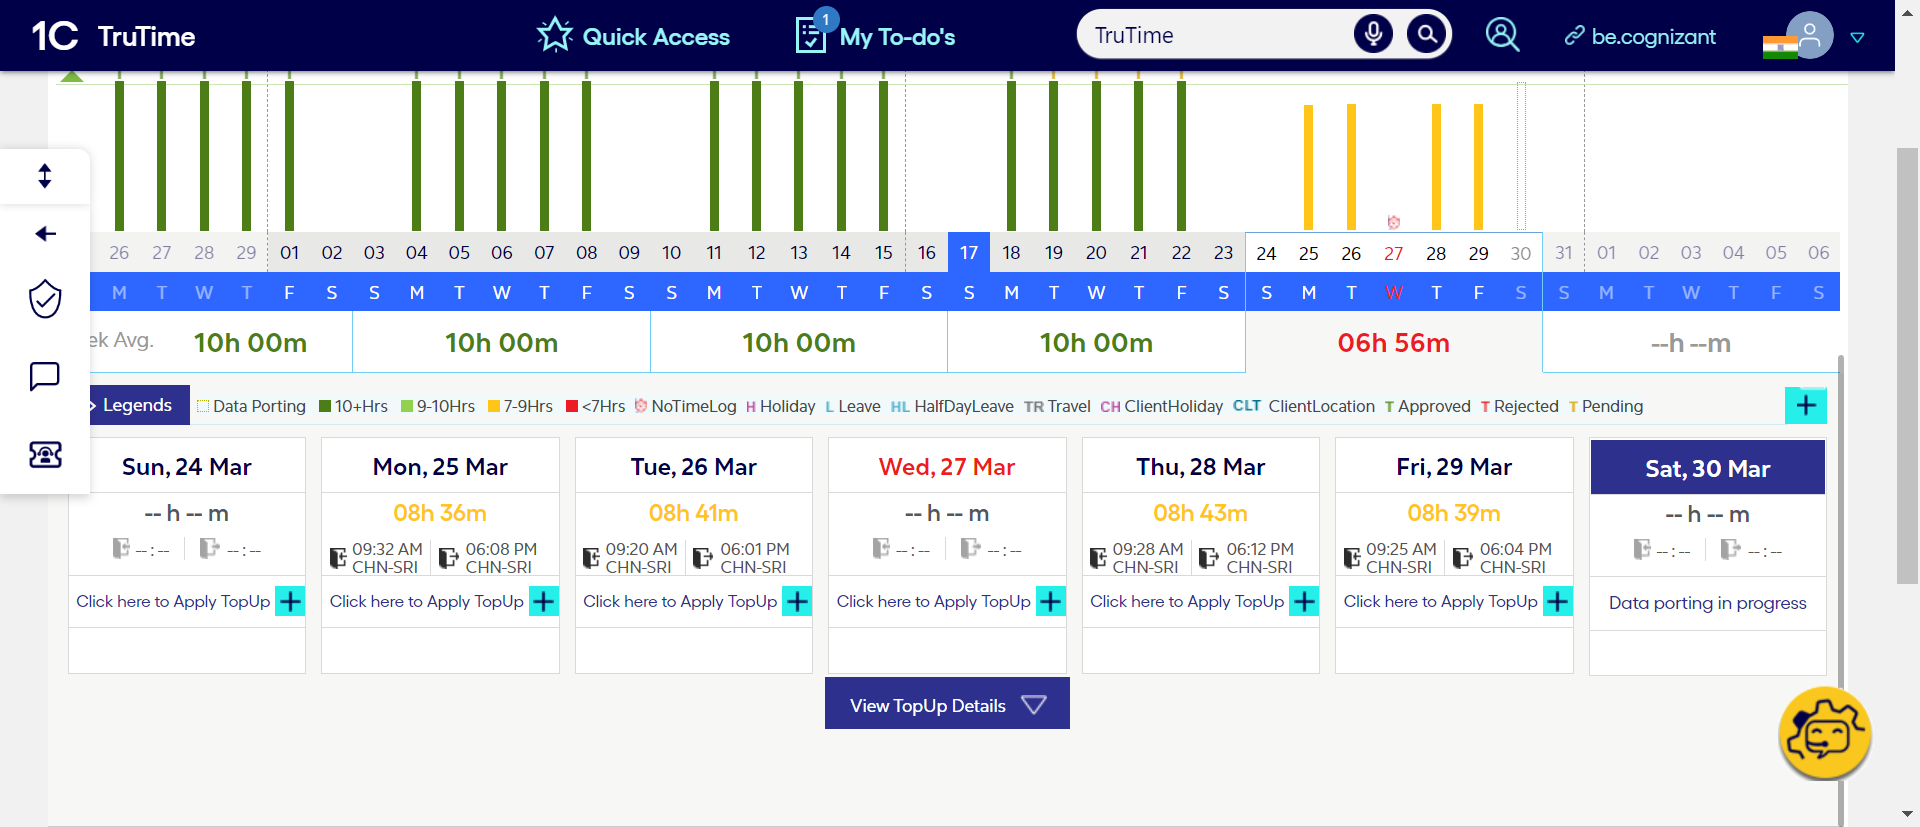 1C TruTime Quick Access 1 My To-do's TruTime be.cognizant
26 27 28 29 01 02 03 04 05 06 07 08 09 10 11 12 13 14 15 16 17 18 19 20 21 22 23 24 25 26 27 28 29 30 31 01 02 03 04 05 06
M T W T F S S M T W T F S S M T W T F S S M T W T F S S M T W T F S S M T W T F S
ek Avg. 10h 00m 10h 00m 10h 00m 10h 00m 06h 56m --h --m
Legends Data Porting 10+Hrs 9-10Hrs 7-9Hrs <7Hrs NoTimeLog H Holiday L Leave HL HalfDayLeave TR Travel CH ClientHoliday CLT ClientLocation T Approved T Rejected T Pending +
Sun, 24 Mar Mon, 25 Mar Tue, 26 Mar Wed, 27 Mar Thu, 28 Mar Fri, 29 Mar Sat, 30 Mar
-- h -- m 08h 36m 08h 41m -- h -- m 08h 43m 08h 39m -- h -- m
-- : -- -- : -- 09:32 AM 06:08 PM 09:20 AM 06:01 PM -- : -- -- : -- 09:28 AM 06:12 PM 09:25 AM 06:04 PM -- : -- -- : --
CHN-SRI CHN-SRI CHN-SRI CHN-SRI CHN-SRI CHN-SRI CHN-SRI CHN-SRI
Click here to Apply TopUp + Click here to Apply TopUp + Click here to Apply TopUp + Click here to Apply TopUp + Click here to Apply TopUp + Click here to Apply TopUp + Data porting in progress
View TopUp Details